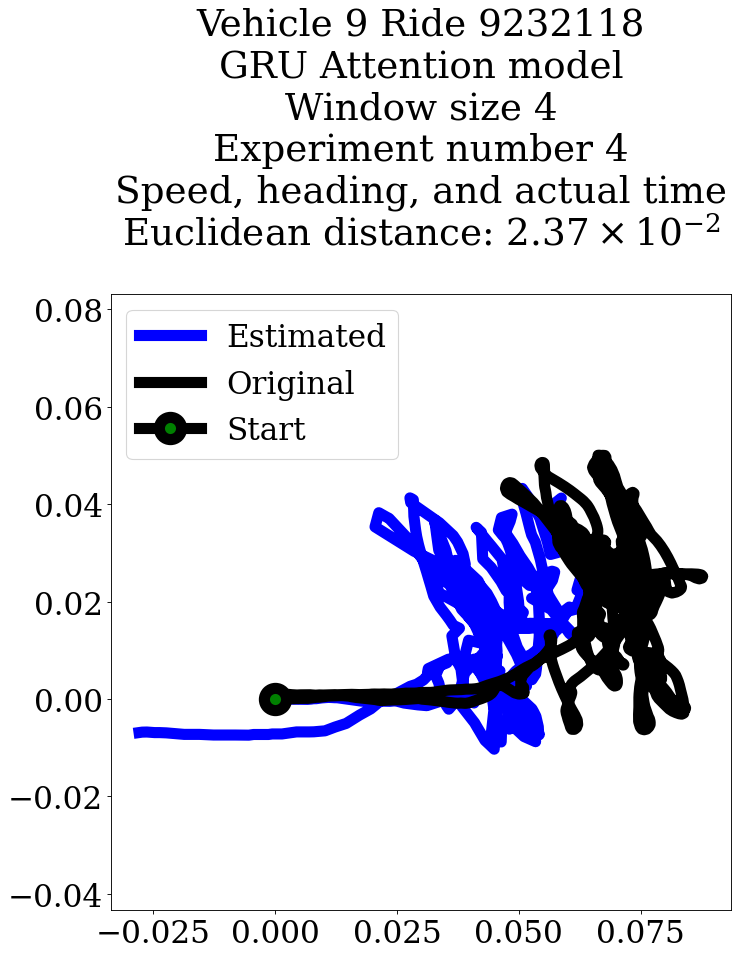 Vehicle 9 Ride 9232118
GRU Attention model
Window size 4
Experiment number 4
Speed, heading, and actual time
Euclidean distance: 2.37 × 10⁻²
0.08
0.06
0.04
0.02
0.00
−0.02
−0.04
Estimated
Original
Start
−0.025 0.000 0.025 0.050 0.075